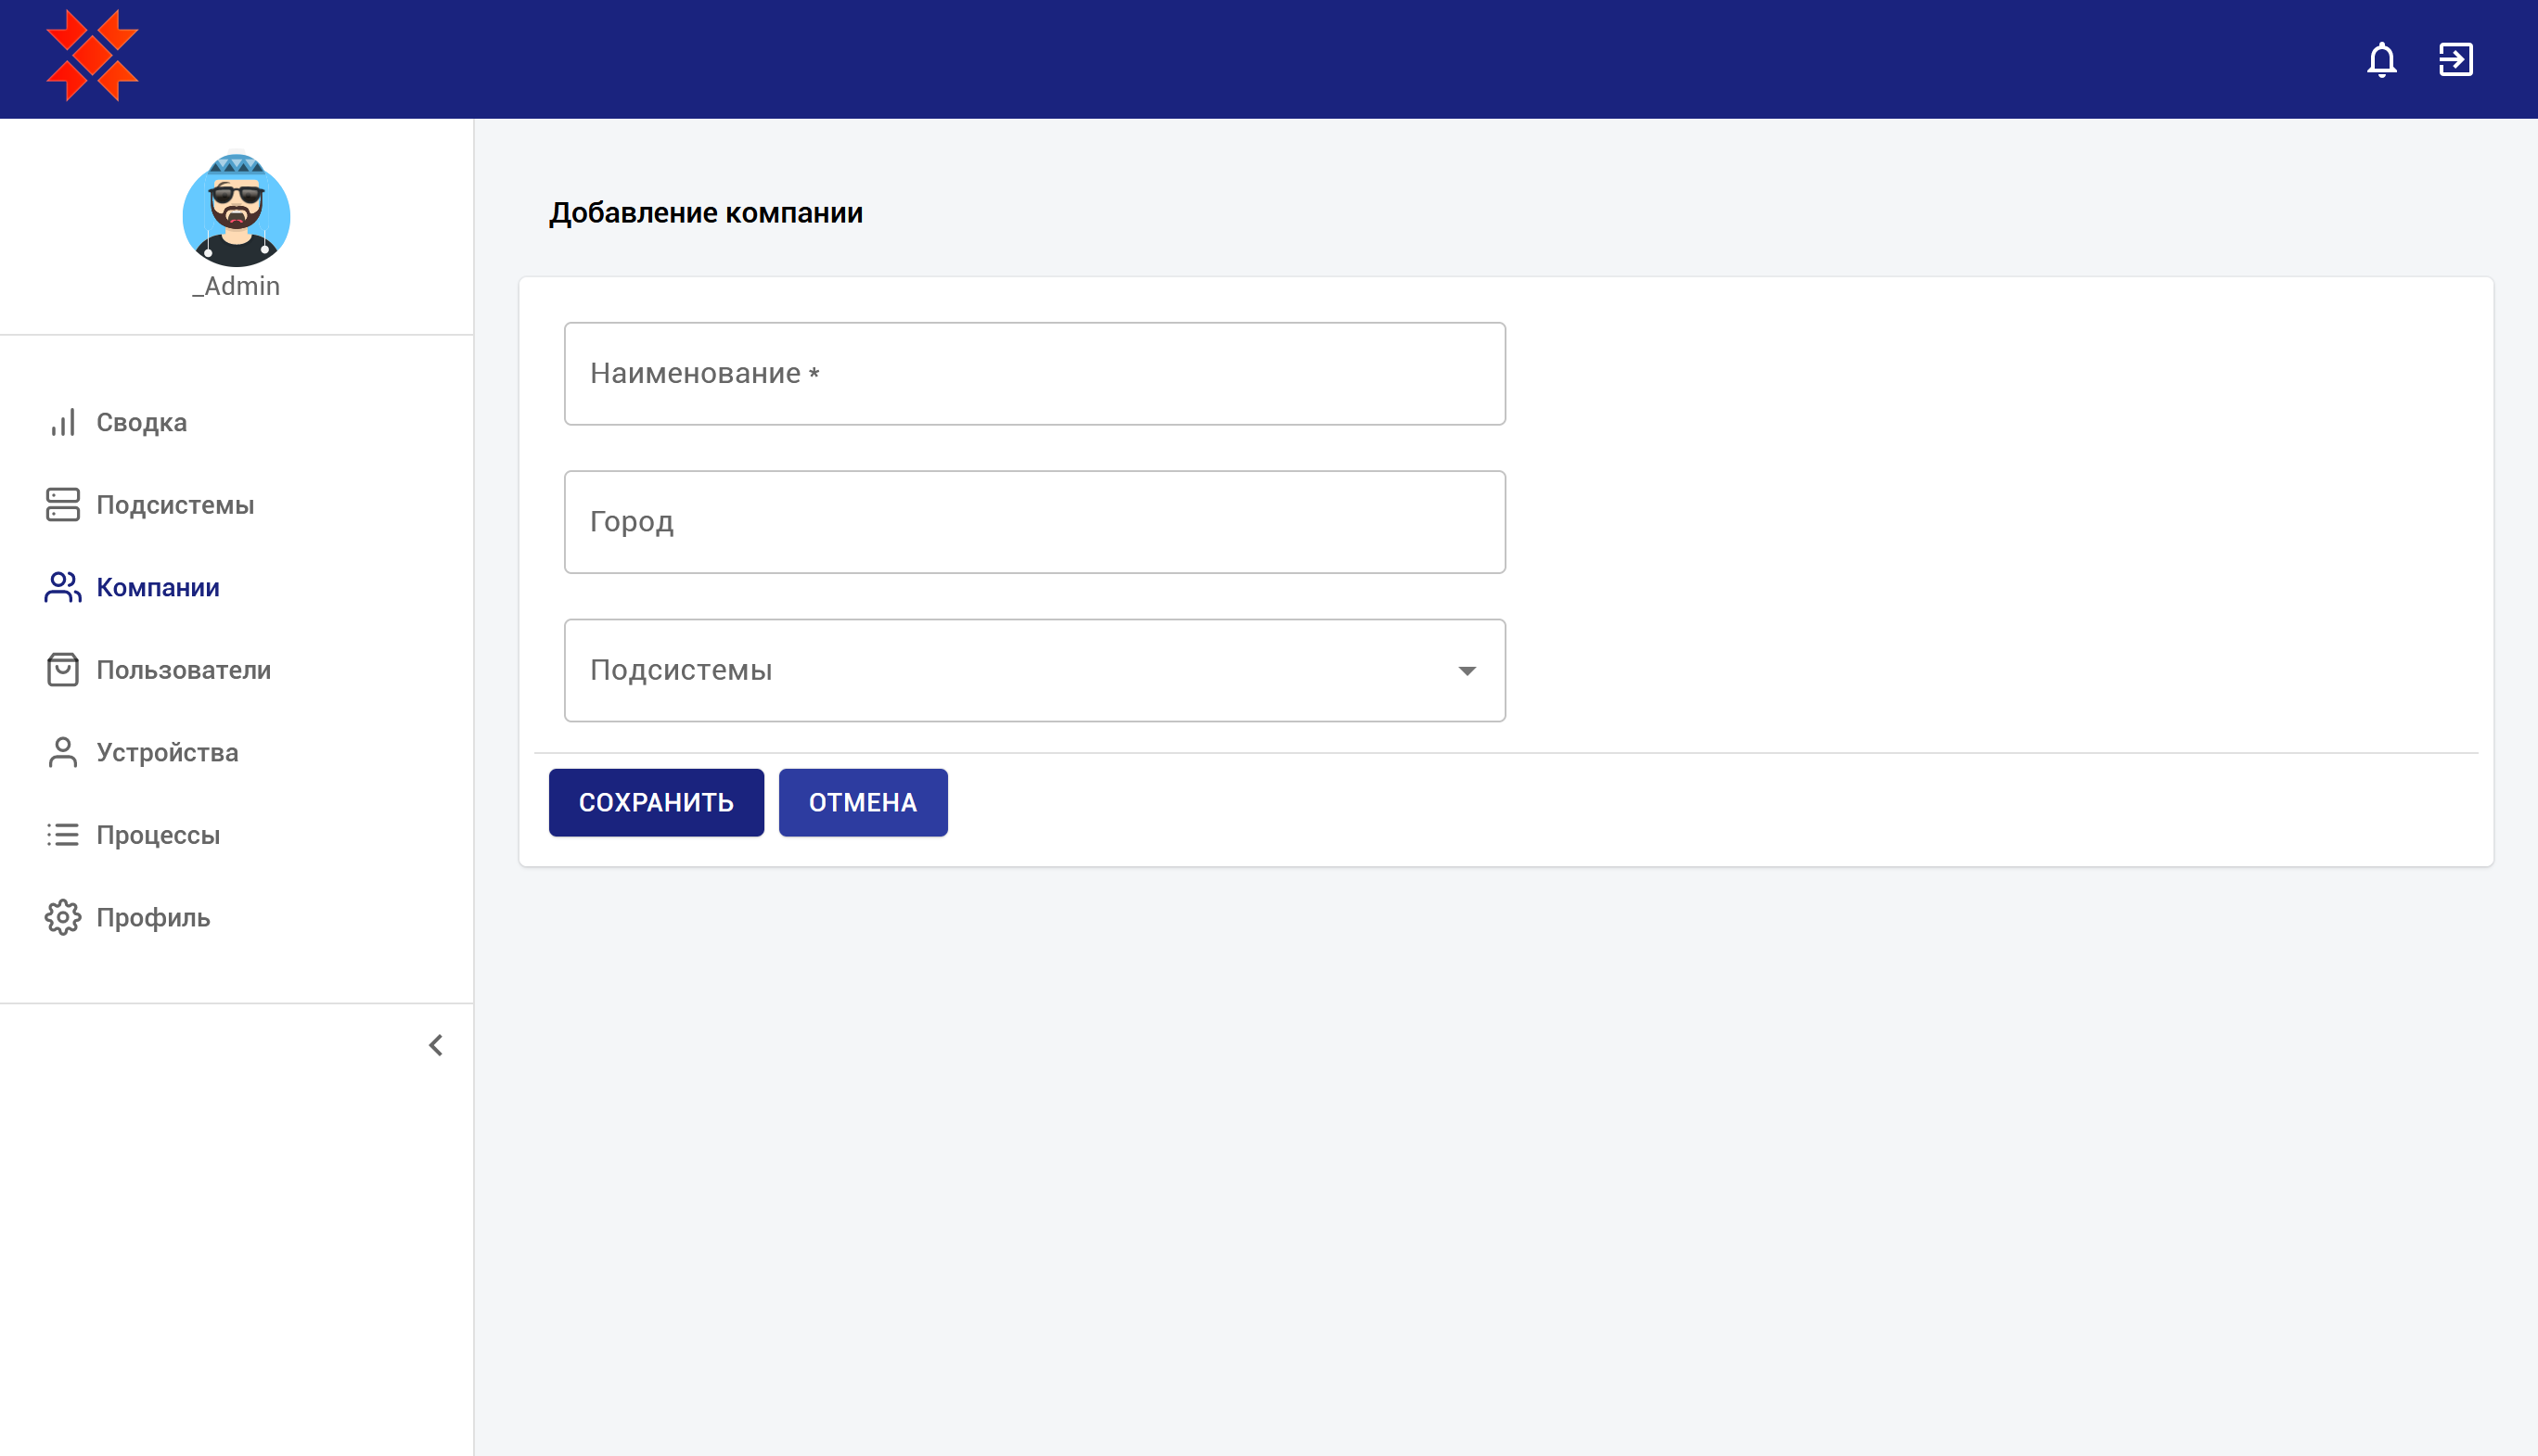 _Admin
Сводка
Подсистемы
Компании
Пользователи
Устройства
Процессы
Профиль
Добавление компании
Наименование *
Город
Подсистемы
СОХРАНИТЬ
ОТМЕНА